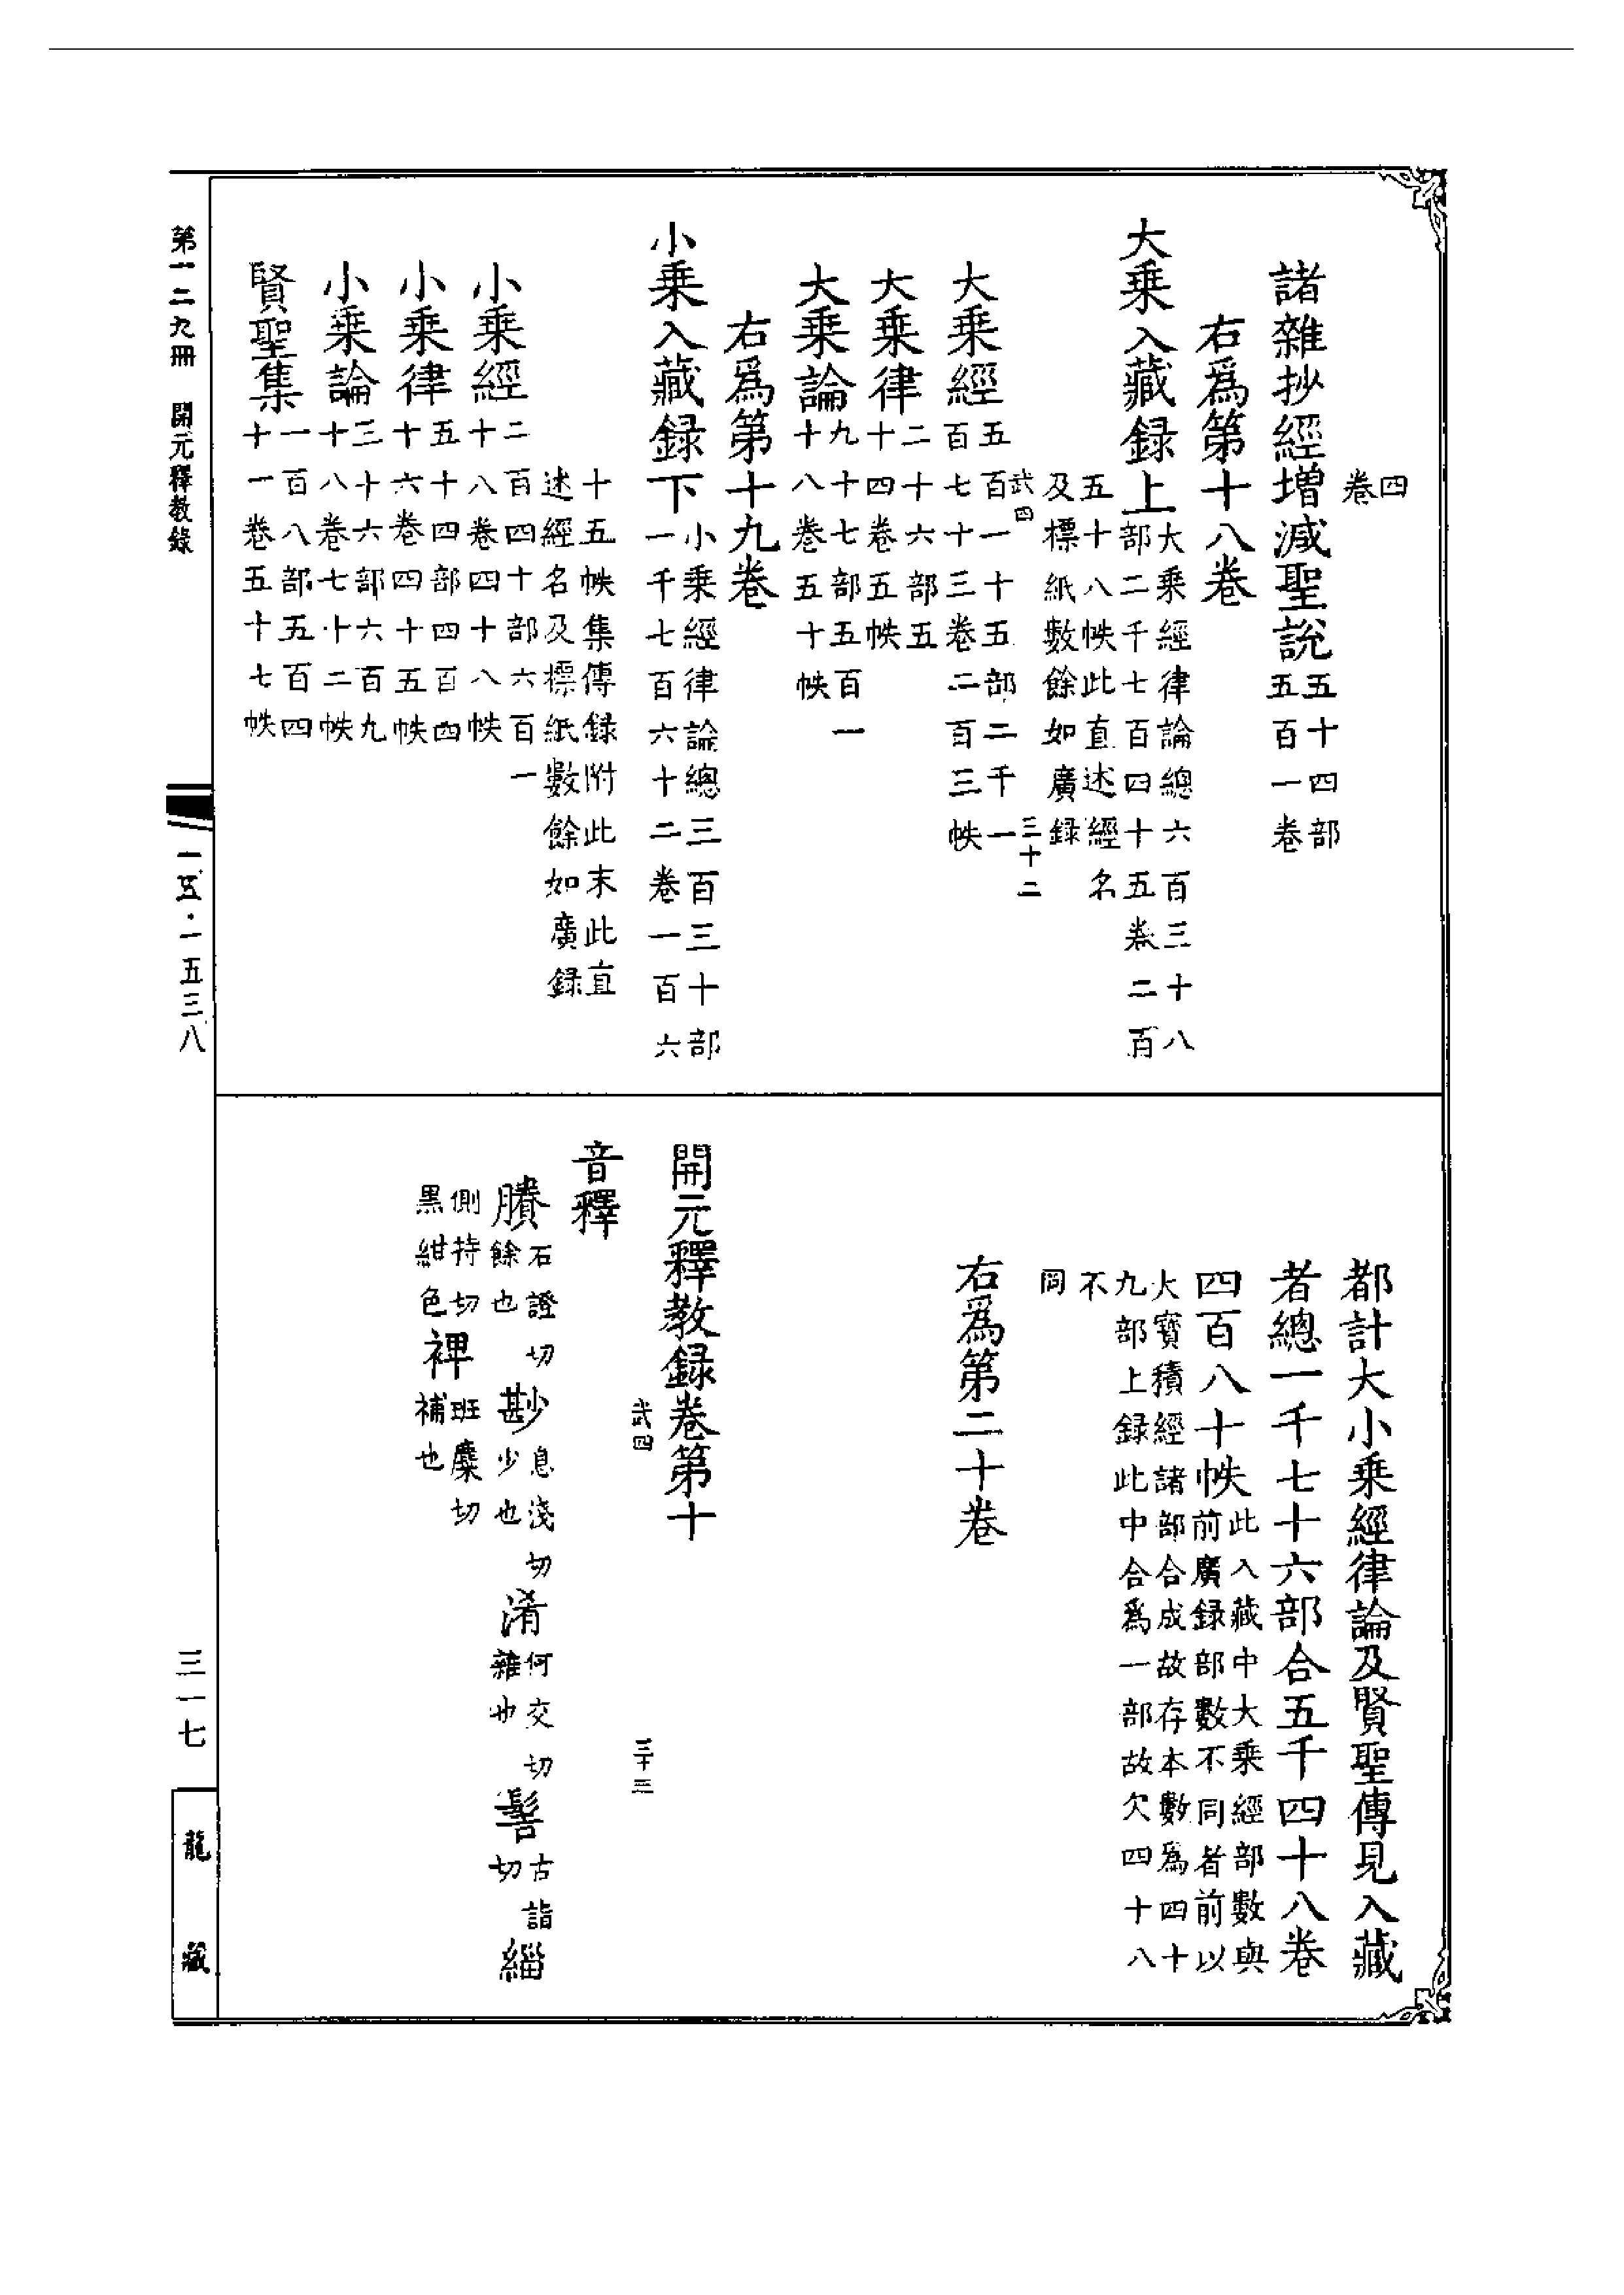 四
卷
諸雜抄經增減聖說五十四部
五百一卷
右爲第十八卷
大乘入藏録上大乘經律論總六百三十八
部二千七百四十五卷二百
五十八帙此直述經名
及標紙數餘如廣録
武四 三十二
大乘經五百一十五部二千一
百七十三卷二百三帙
大乘律二十六部五
十四卷五帙
大乘論九十七部五百一
十八卷五十帙
右爲第十九卷
小乘入藏録下小乘經律論總三百三十部
一千七百六十二卷一百六
十五帙集傳録附此末此直
述經名及標紙數餘如廣録
小乘經二百四十部六百一
十八卷四十八帙
小乘律五十四部四百四
十六卷四十五帙
小乘論三十六部六百九
十八卷七十二帙
賢聖集一百八部五百四
十一卷五十七帙
都計大小乘經律論及賢聖傳見入藏
者總一千七十六部合五千四十八卷
四百八十帙此入藏中大乘經部數與
前廣録部數不同者前以
大寶積經諸部合成故存本數爲四十
九部上録此中合爲一部故欠四十八
不
同
右爲第二十卷
開元釋教録卷第十
武四 三十三
音釋
賸石證切
餘也
尠息淺切
少也
淆何交切
雜也
髻古詣
切
緇
側持切
黑紺色
裨班麋切
補也
第一二九冊 開元釋教錄
一五·一五三八
三一七
龍藏